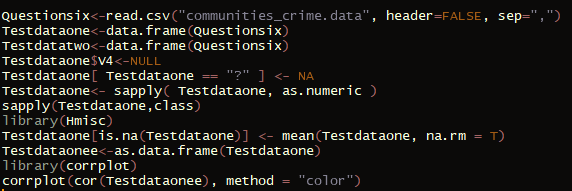 Questionsix<-read.csv("communities_crime.data", header=FALSE, sep=",")
Testdataone<-data.frame(Questionsix)
Testdatatwo<-data.frame(Questionsix)
Testdataone$V4<-NULL
Testdataone[ Testdataone == "?" ] <- NA
Testdataone<- sapply( Testdataone, as.numeric )
sapply(Testdataone,class)
library(Hmisc)
Testdataone[is.na(Testdataone)] <- mean(Testdataone, na.rm = T)
Testdataonee<-as.data.frame(Testdataone)
library(corrplot)
corrplot(cor(Testdataonee), method = "color")